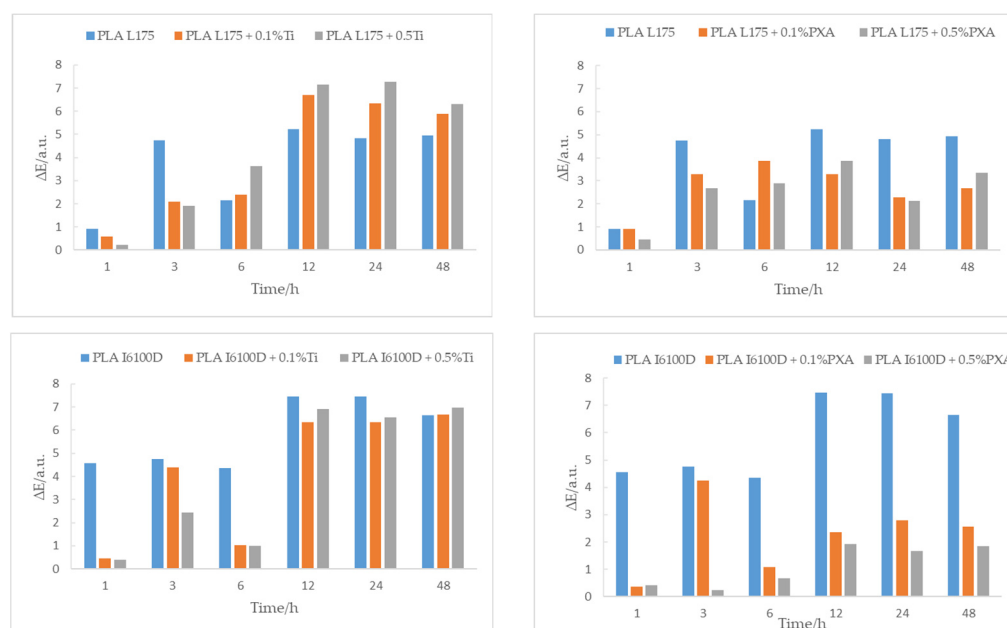 PLA L175 PLA L175 + 0.1%Ti PLA L175 + 0.5Ti
8
7
6
5
4
3
2
1
0
ΔE/a.u.
1 3 6 12 24 48
Time/h
PLA L175 PLA L175 + 0.1%PXA PLA L175 + 0.5%PXA
8
7
6
5
4
3
2
1
0
ΔE/a.u.
1 3 6 12 24 48
Time/h
PLA I6100D PLA I6100D + 0.1%Ti PLA I6100D + 0.5%Ti
8
7
6
5
4
3
2
1
0
ΔE/a.u.
1 3 6 12 24 48
Time/h
PLA I6100D PLA I6100D + 0.1%PXA PLA I6100D + 0.5%PXA
8
7
6
5
4
3
2
1
0
ΔE/a.u.
1 3 6 12 24 48
Time/h